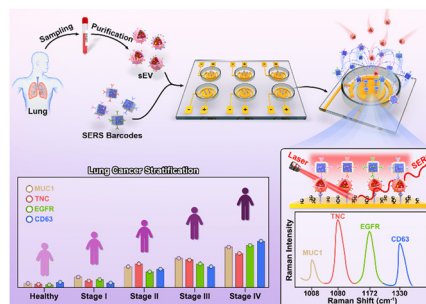 Sampling
Purification
sEV
Lung
SERS Barcodes
Lung Cancer Stratification
MUC1
TNC
EGFR
CD63
Healthy
Stage I
Stage II
Stage III
Stage IV
Laser
SERS
Raman Intensity
MUC1
TNC
EGFR
CD63
1008
1080
1172
1330
Raman Shift (cm⁻¹)